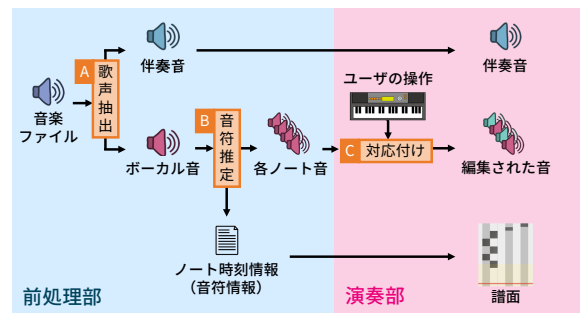 伴奏音
伴奏音
A
歌声抽出
ユーザの操作
音楽
ファイル
B
音符推定
C
対応付け
ボーカル音
各ノート音
編集された音
ノート時刻情報
（音符情報）
譜面
前処理部
演奏部